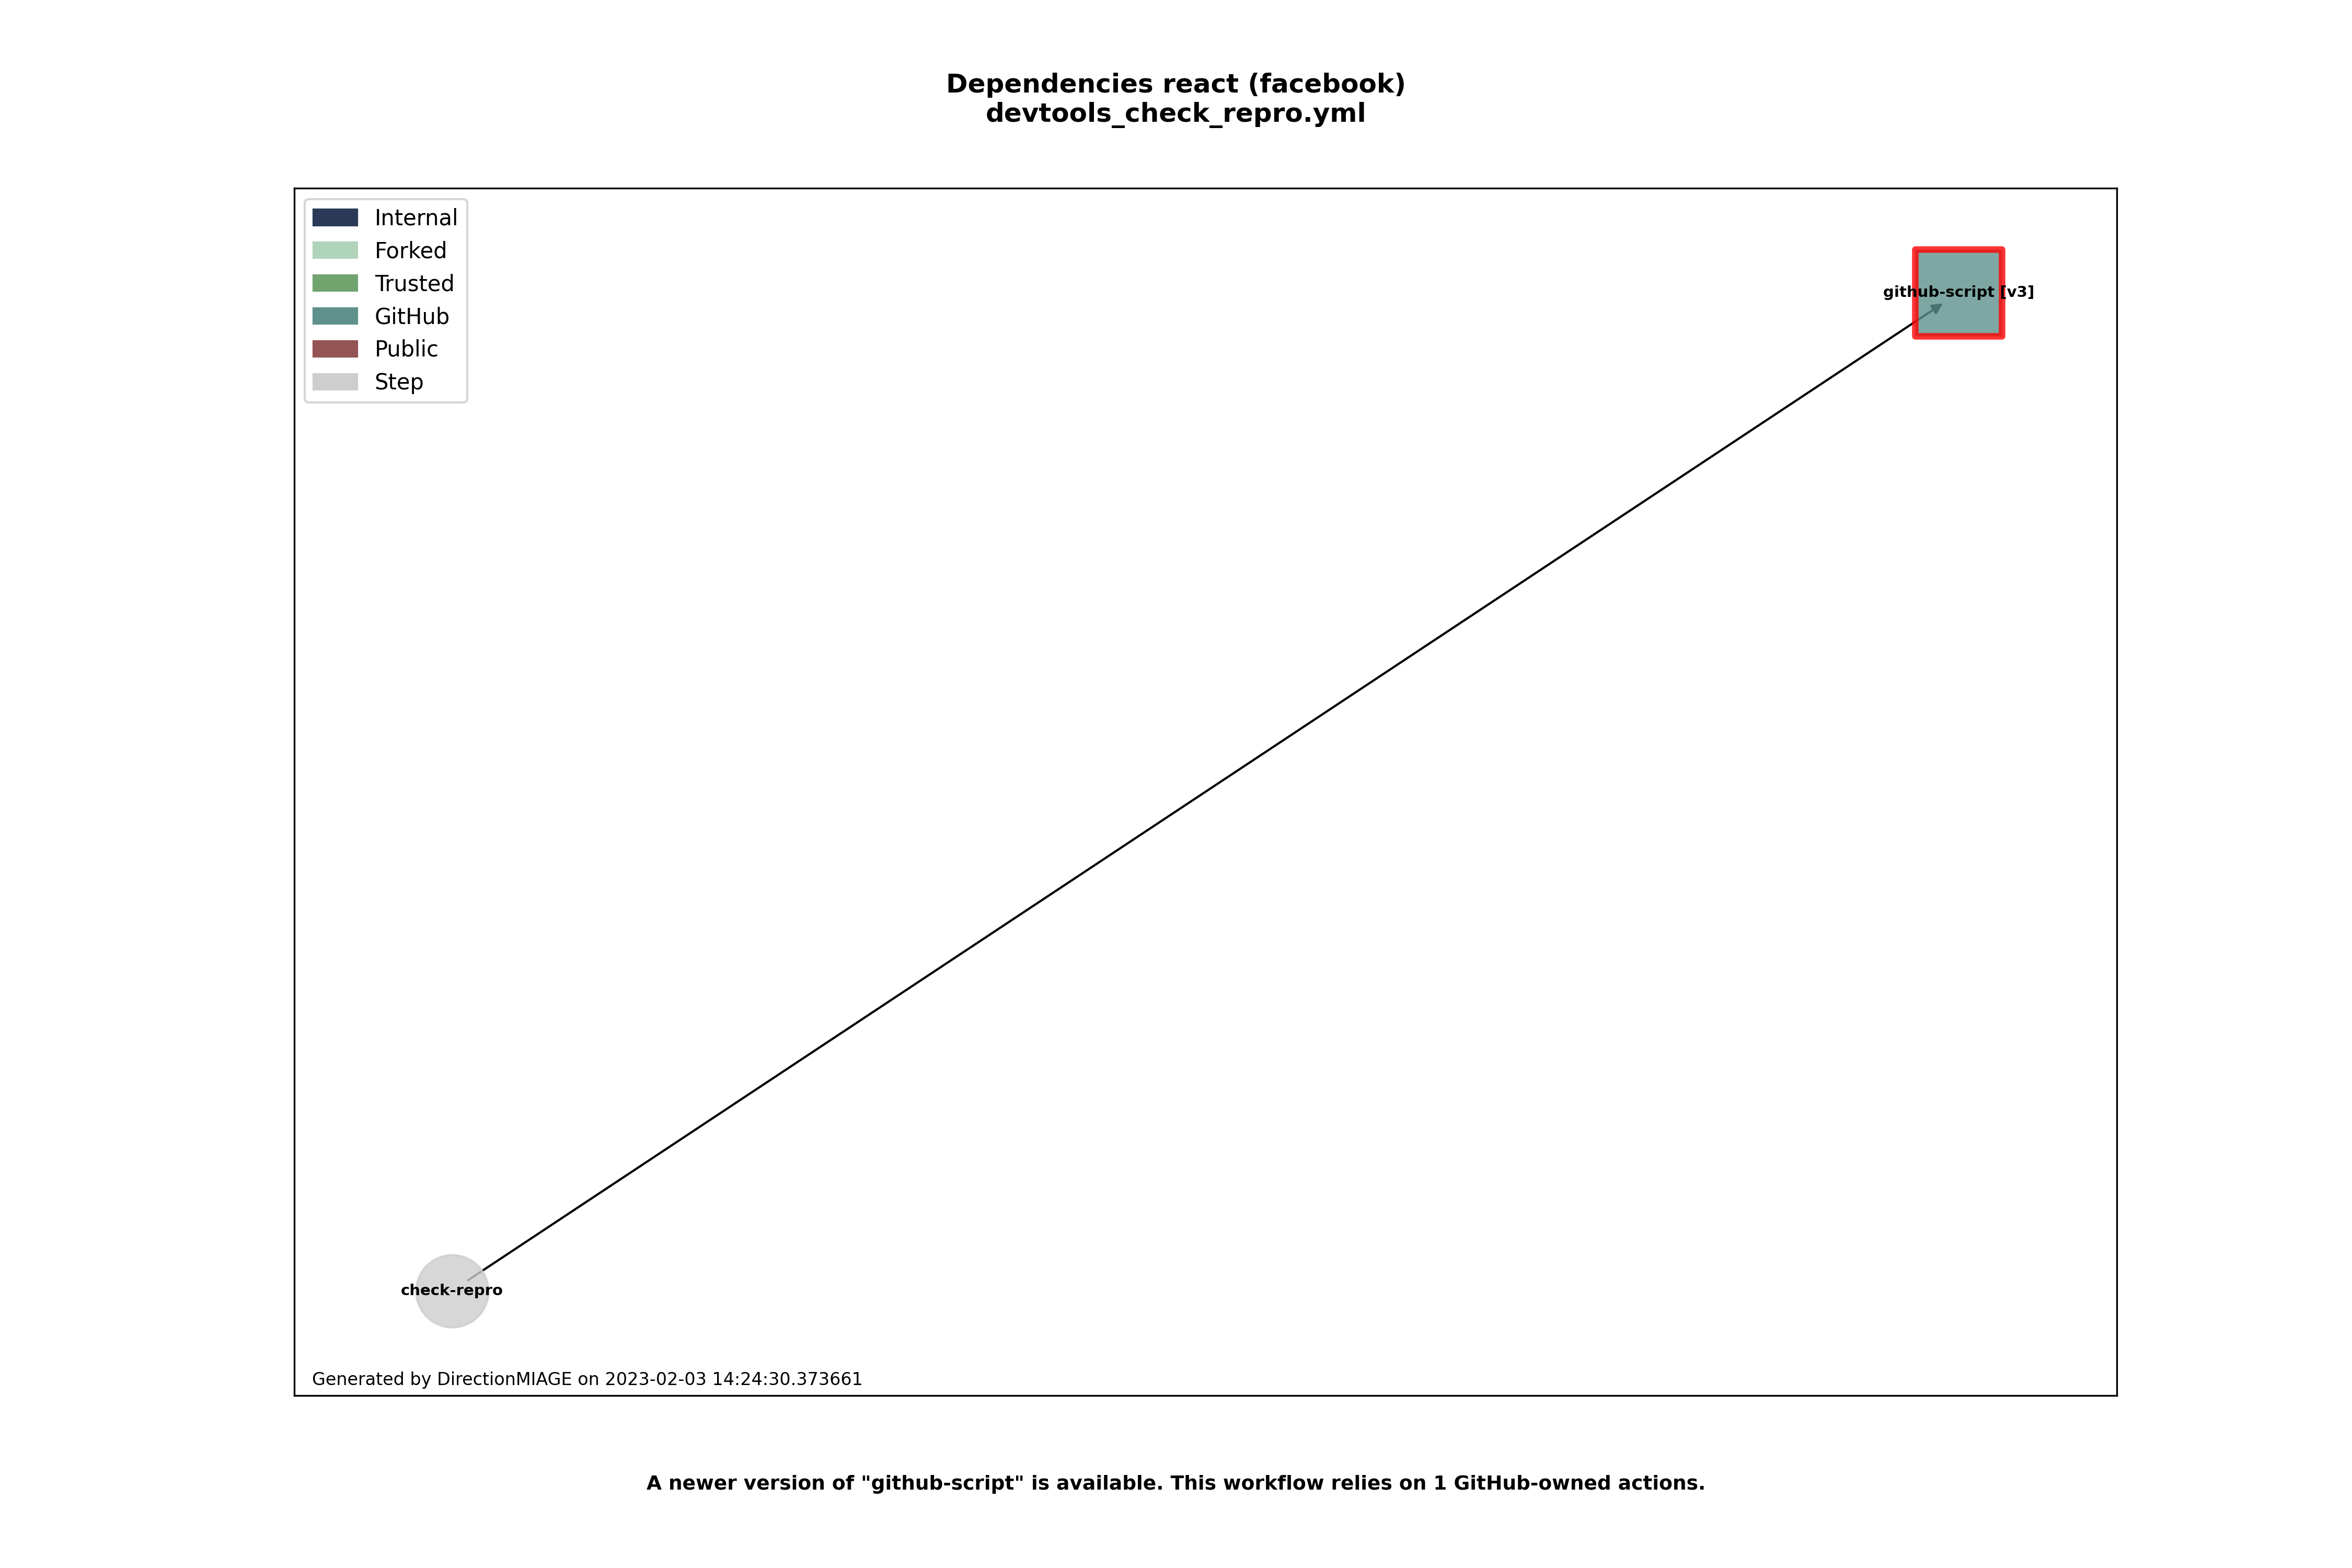 Dependencies react (facebook)
devtools_check_repro.yml
Internal
Forked
Trusted
GitHub
Public
Step
github-script [v3]
check-repro
Generated by DirectionMIAGE on 2023-02-03 14:24:30.373661
A newer version of "github-script" is available. This workflow relies on 1 GitHub-owned actions.